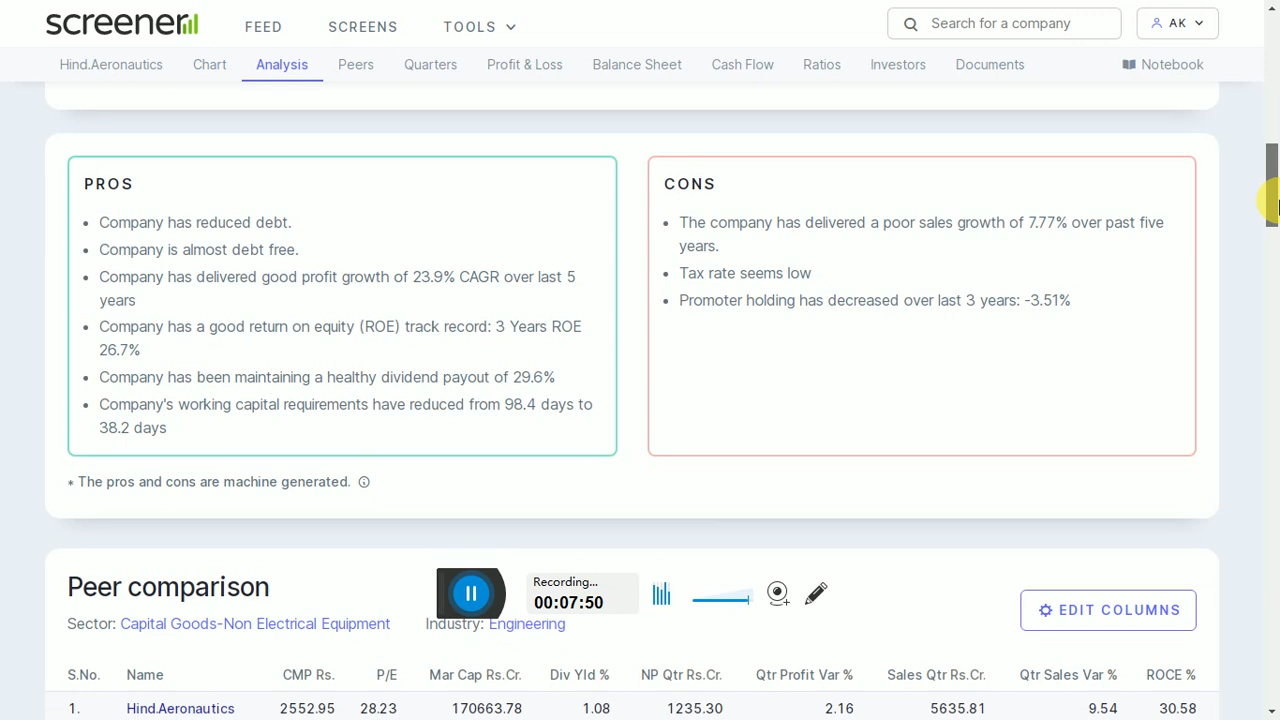 screener FEED SCREENS TOOLS Search for a company AK
Hind.Aeronautics Chart Analysis Peers Quarters Profit & Loss Balance Sheet Cash Flow Ratios Investors Documents Notebook
PROS
Company has reduced debt.
Company is almost debt free.
Company has delivered good profit growth of 23.9% CAGR over last 5
years
Company has a good return on equity (ROE) track record: 3 Years ROE
26.7%
Company has been maintaining a healthy dividend payout of 29.6%
Company's working capital requirements have reduced from 98.4 days to
38.2 days
CONS
The company has delivered a poor sales growth of 7.77% over past five
years.
Tax rate seems low
Promoter holding has decreased over last 3 years: -3.51%
* The pros and cons are machine generated.
Peer comparison
Recording...
00:07:50
Sector: Capital Goods-Non Electrical Equipment Industry: Engineering
EDIT COLUMNS
S.No. Name CMP Rs. P/E Mar Cap Rs.Cr. Div Yld % NP Qtr Rs.Cr. Qtr Profit Var % Sales Qtr Rs.Cr. Qtr Sales Var % ROCE %
1. Hind.Aeronautics 2552.95 28.23 170663.78 1.08 1235.30 2.16 5635.81 9.54 30.58